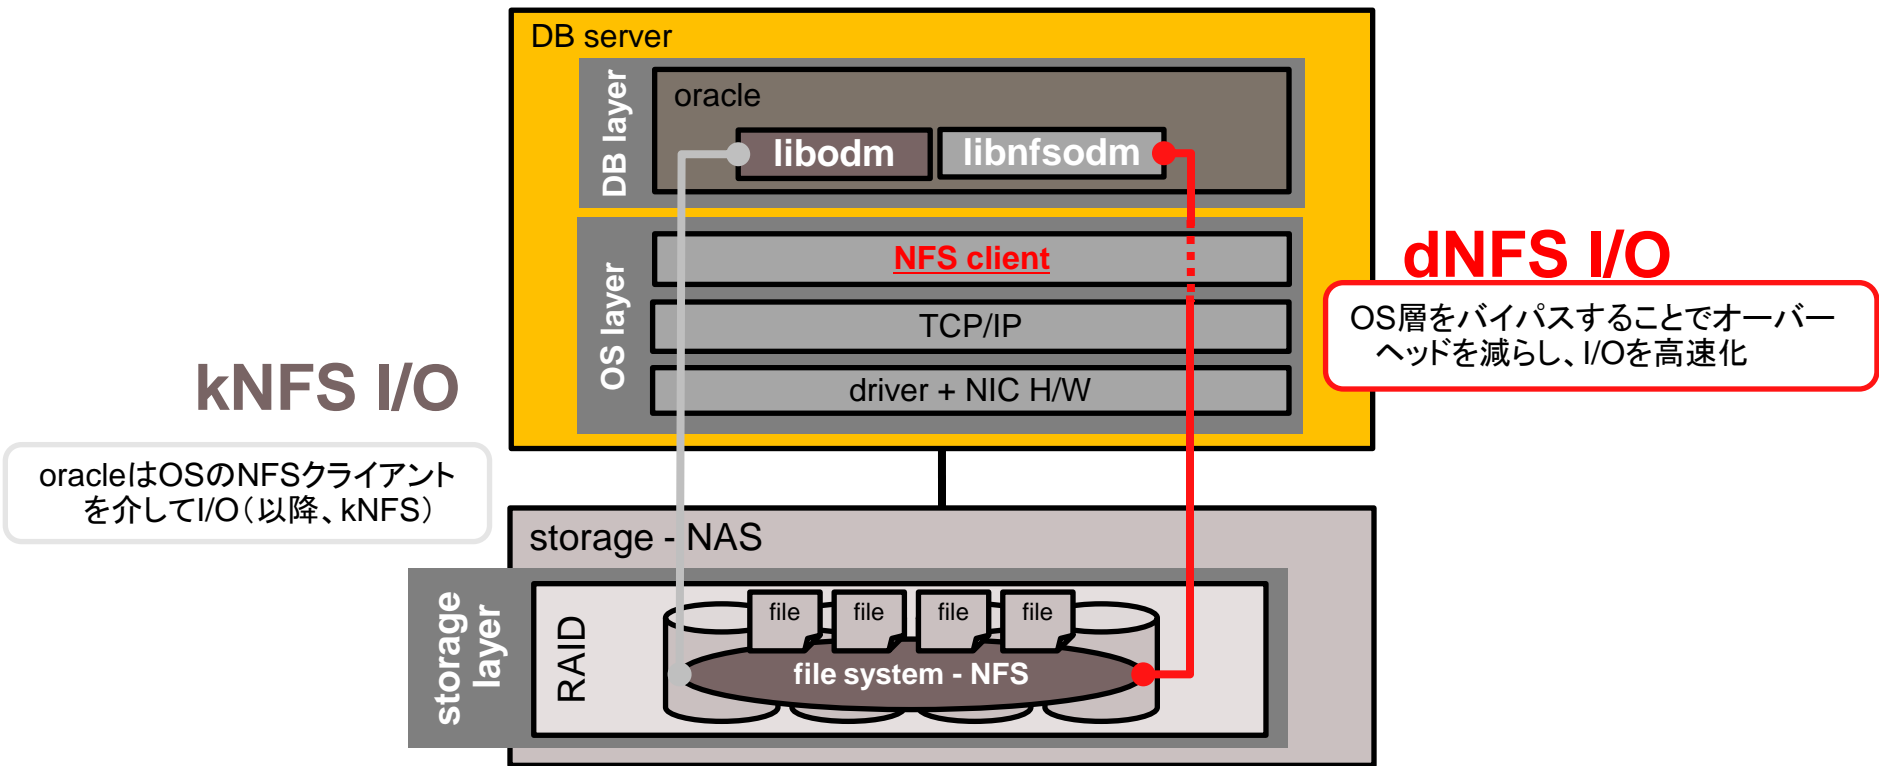 DB server
DB layer
oracle
libodm
libnfsodm
OS layer
NFS client
TCP/IP
driver + NIC H/W
dNFS I/O
OS層をバイパスすることでオーバー
ヘッドを減らし、I/Oを高速化
kNFS I/O
oracleはOSのNFSクライアント
を介してI/O（以降、kNFS）
storage - NAS
storage
layer
RAID
file
file
file
file
file system - NFS